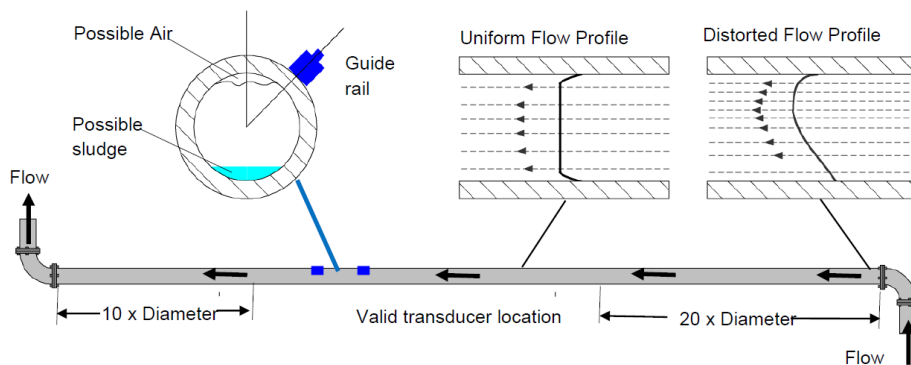 Possible Air
Guide
rail
Possible
sludge
Flow
Uniform Flow Profile
Distorted Flow Profile
10 x Diameter
Valid transducer location
20 x Diameter
Flow